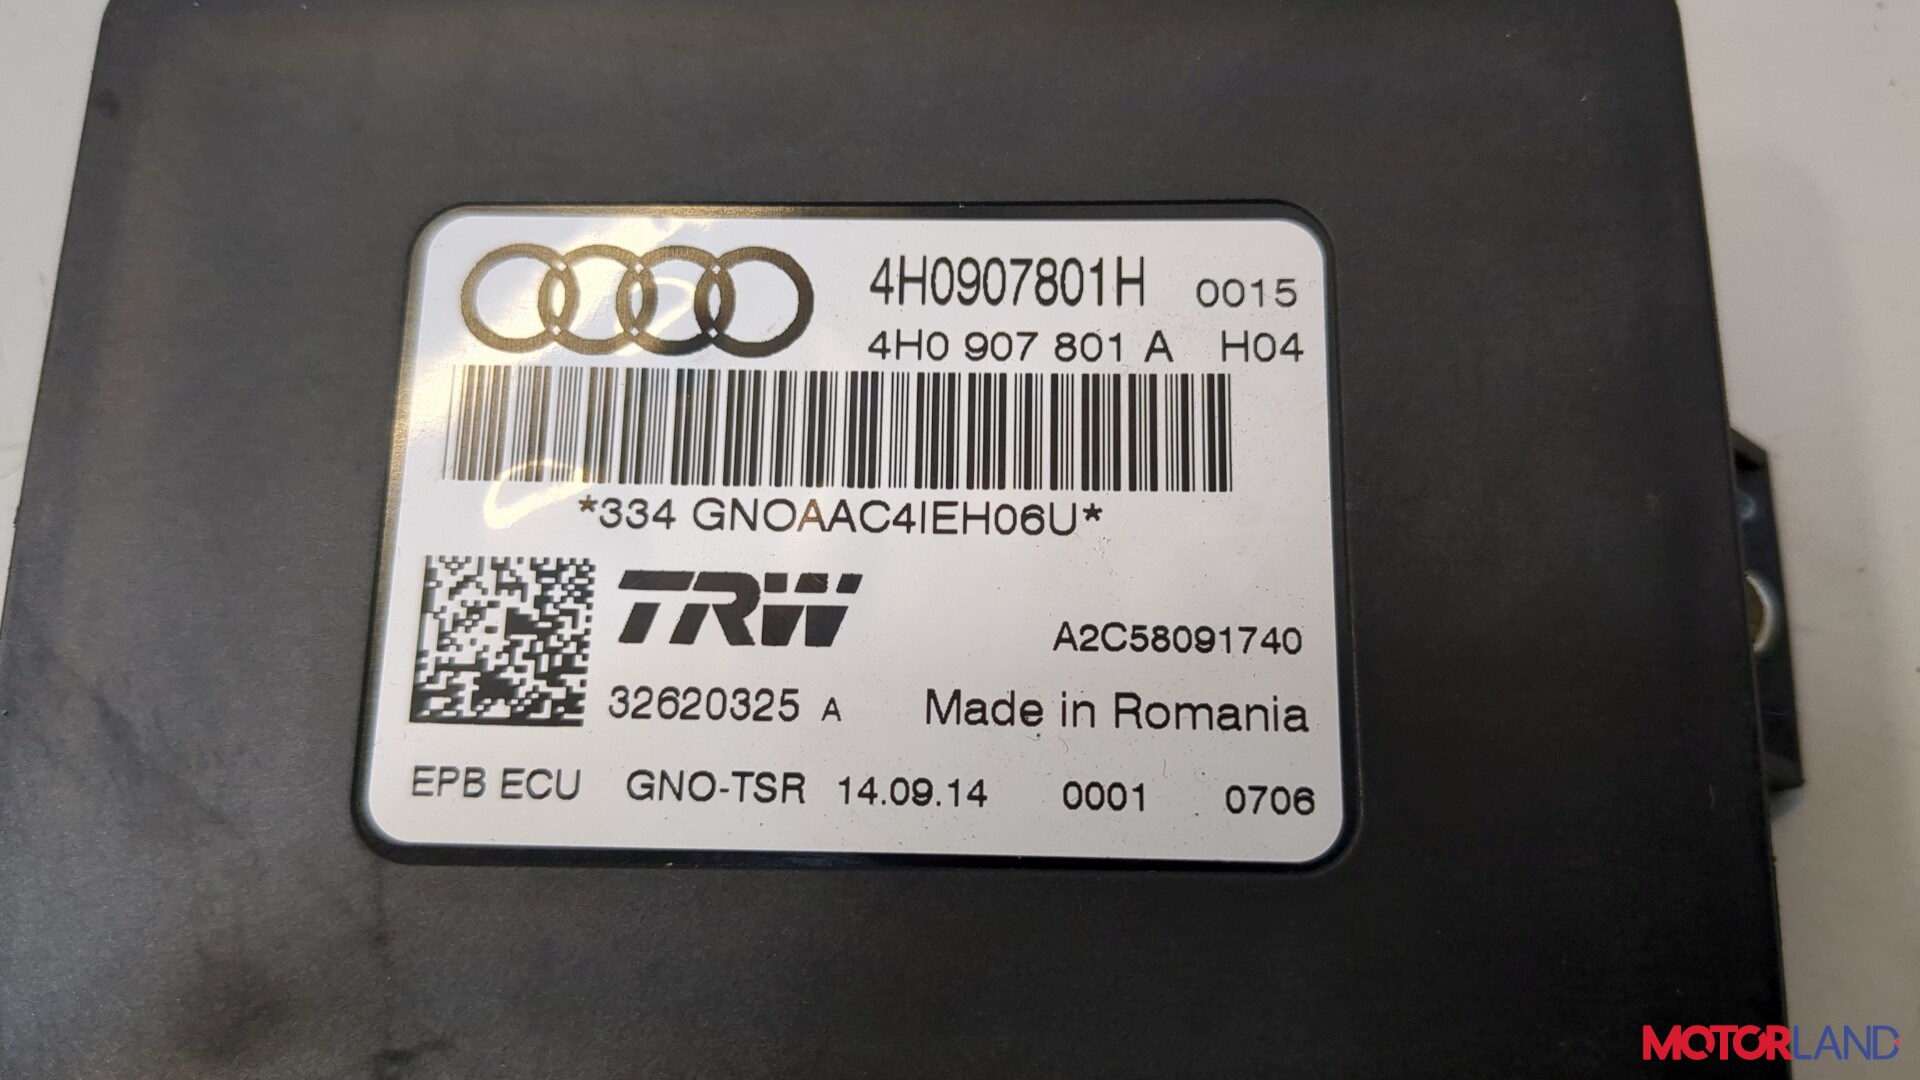 4H0907801H 0015
4H0 907 801 A H04
*334 GNOAAC4IEH06U*
TRW
A2C58091740
32620325 A Made in Romania
EPB ECU GNO-TSR 14.09.14 0001 0706
MOTORLAND